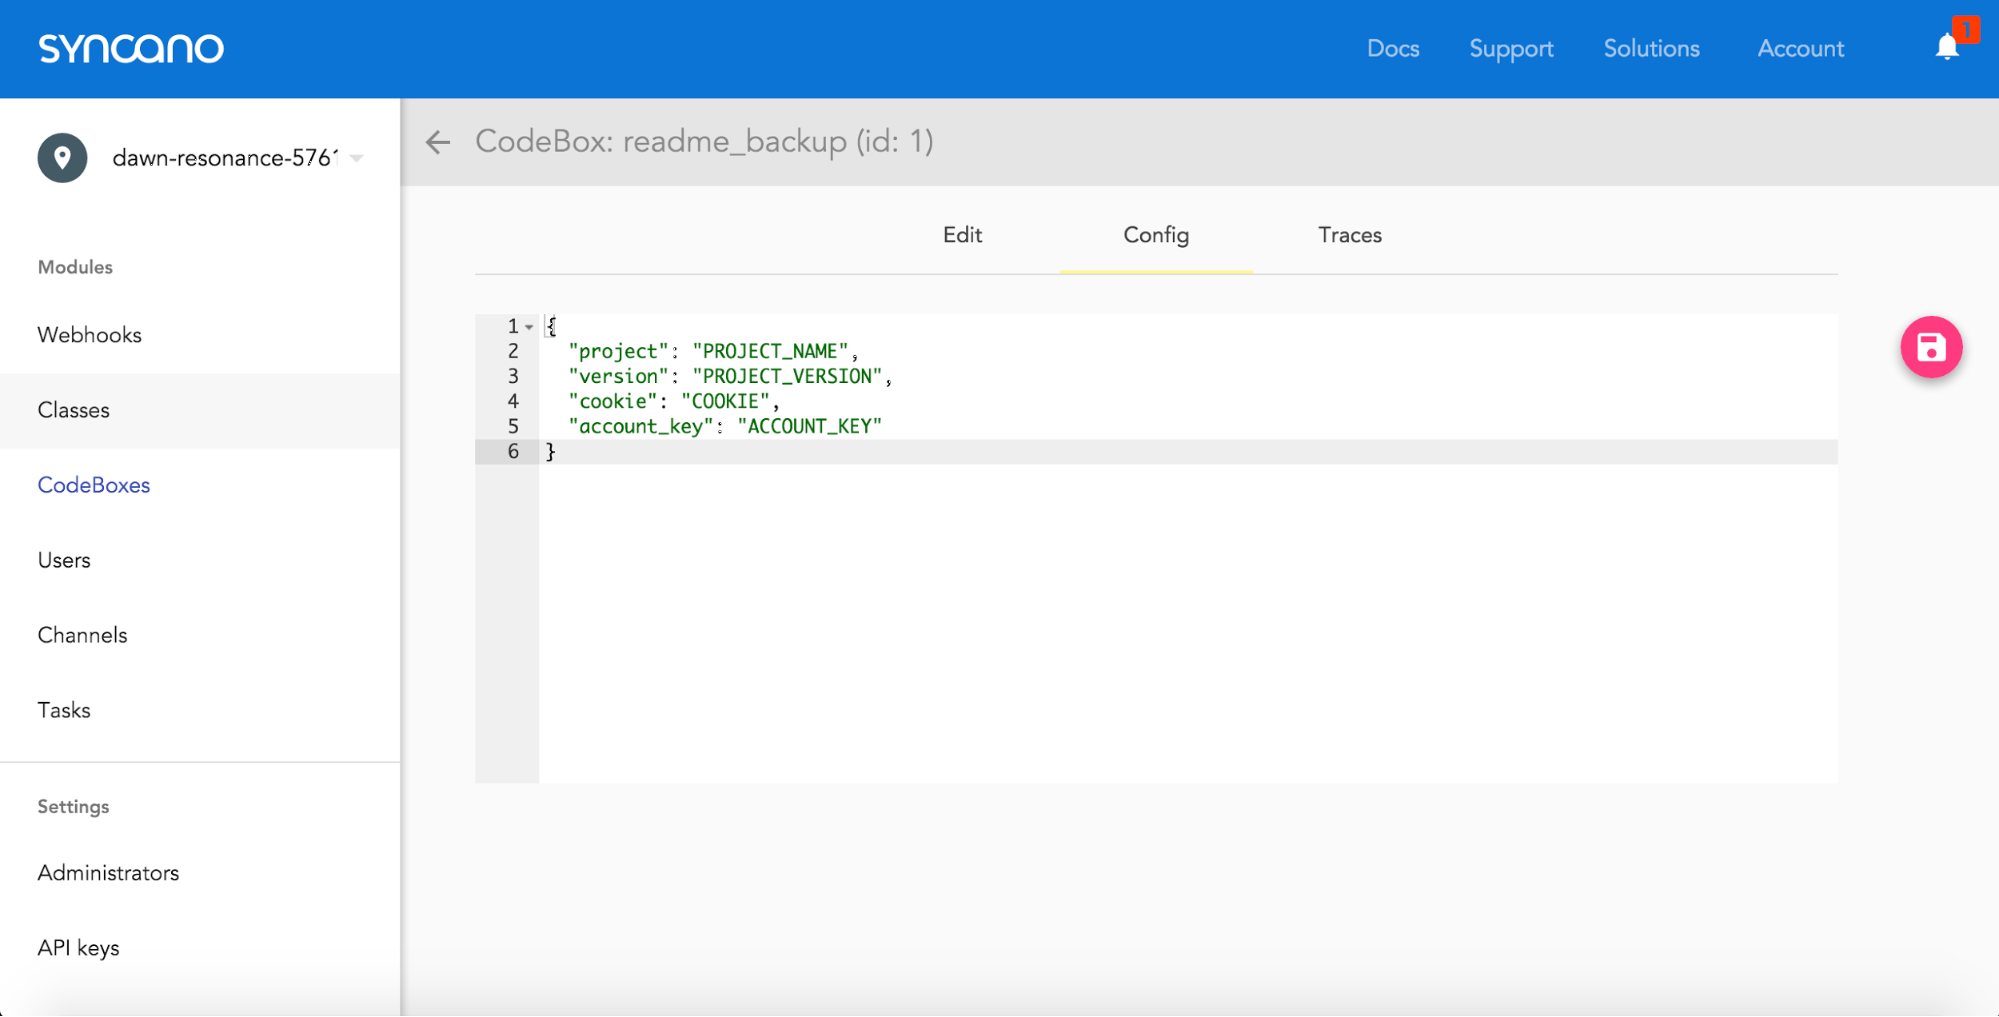 syncano
Docs Support Solutions Account 1
dawn-resonance-5761
Modules
Webhooks
Classes
CodeBoxes
Users
Channels
Tasks
Settings
Administrators
API keys
CodeBox: readme_backup (id: 1)
Edit Config Traces
1 {
2 "project": "PROJECT_NAME",
3 "version": "PROJECT_VERSION",
4 "cookie": "COOKIE",
5 "account_key": "ACCOUNT_KEY"
6 }